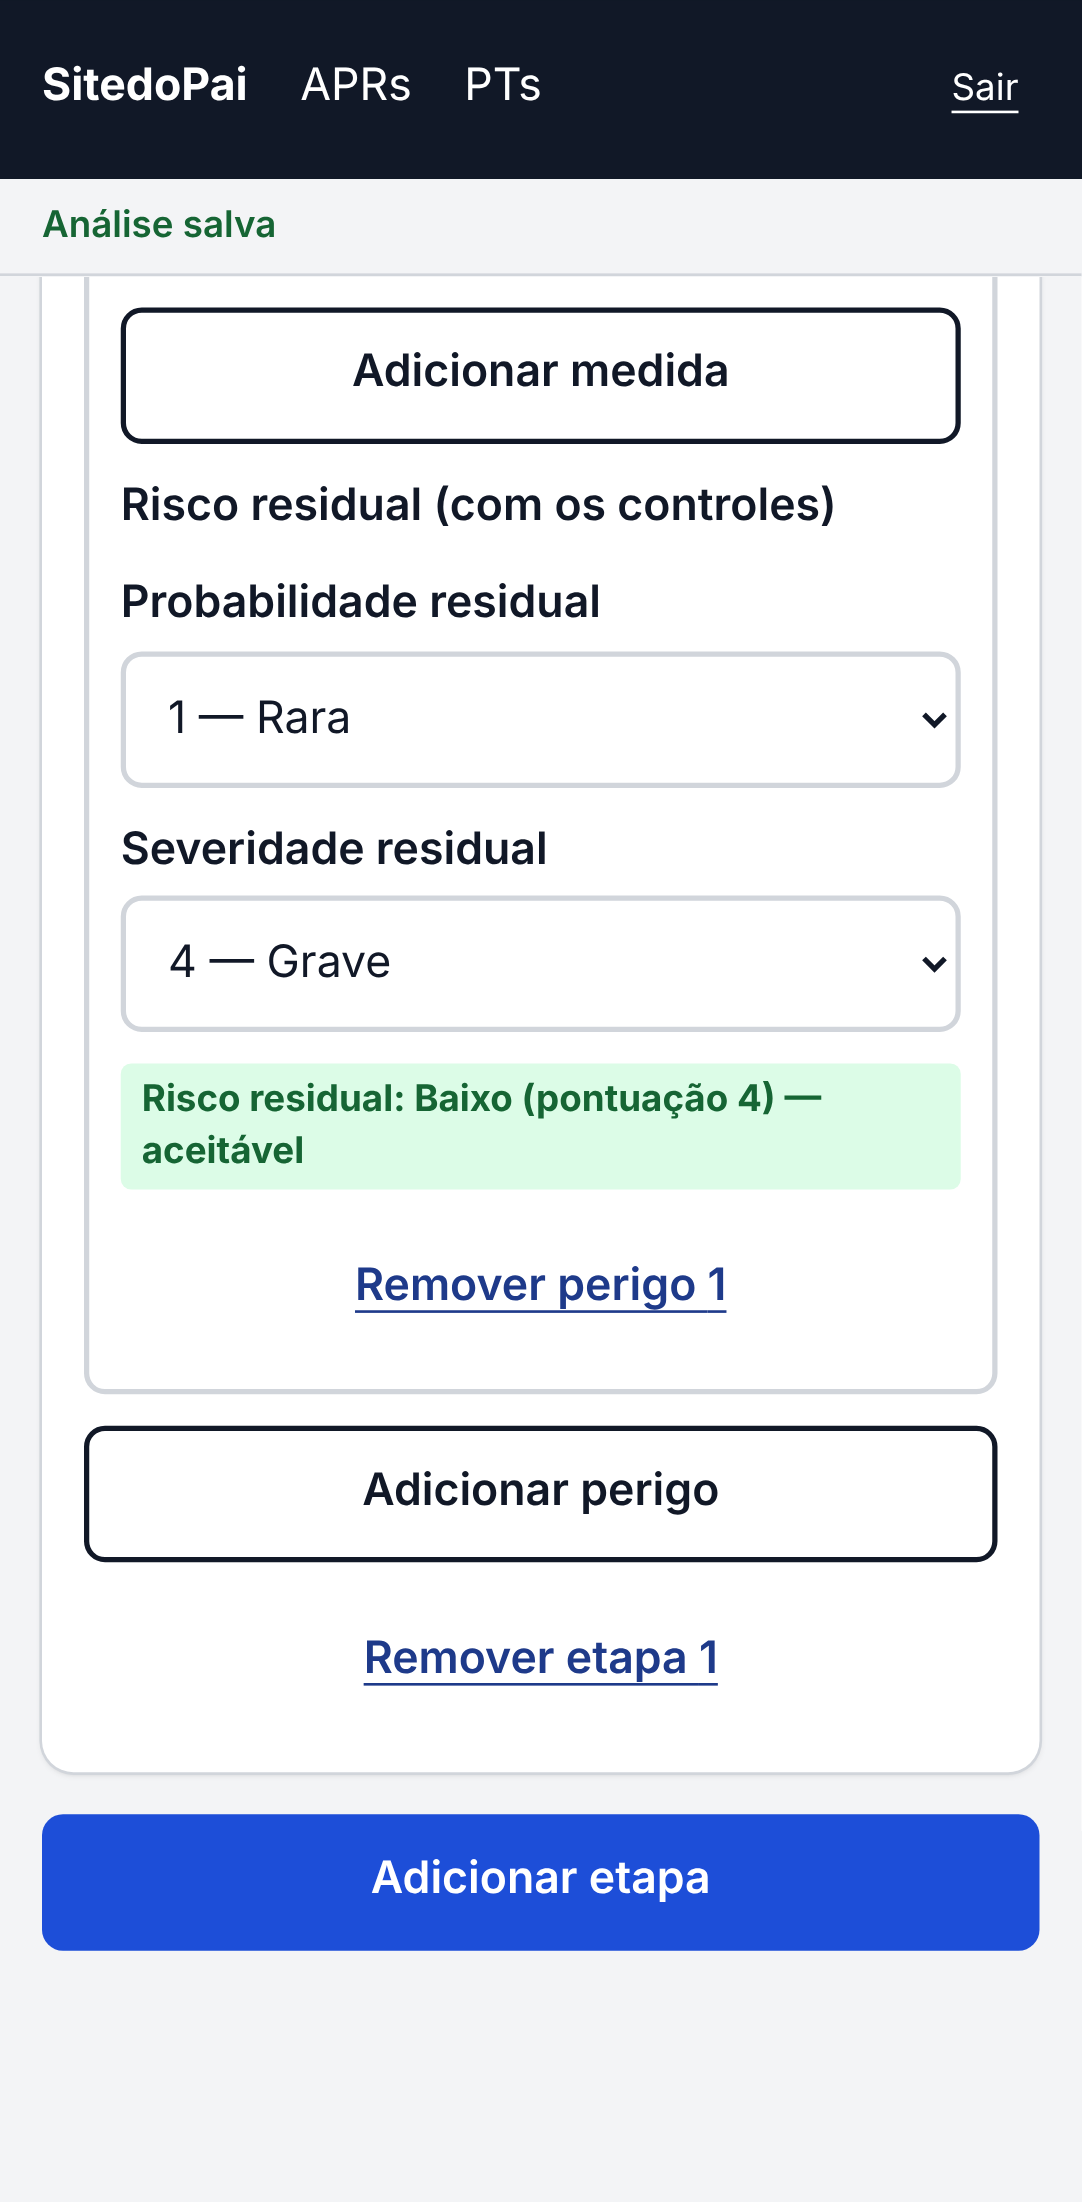 SitedoPai APRs PTs Sair
Análise salva
Adicionar medida
Risco residual (com os controles)
Probabilidade residual
1 — Rara
Severidade residual
4 — Grave
Risco residual: Baixo (pontuação 4) —
aceitável
Remover perigo 1
Adicionar perigo
Remover etapa 1
Adicionar etapa